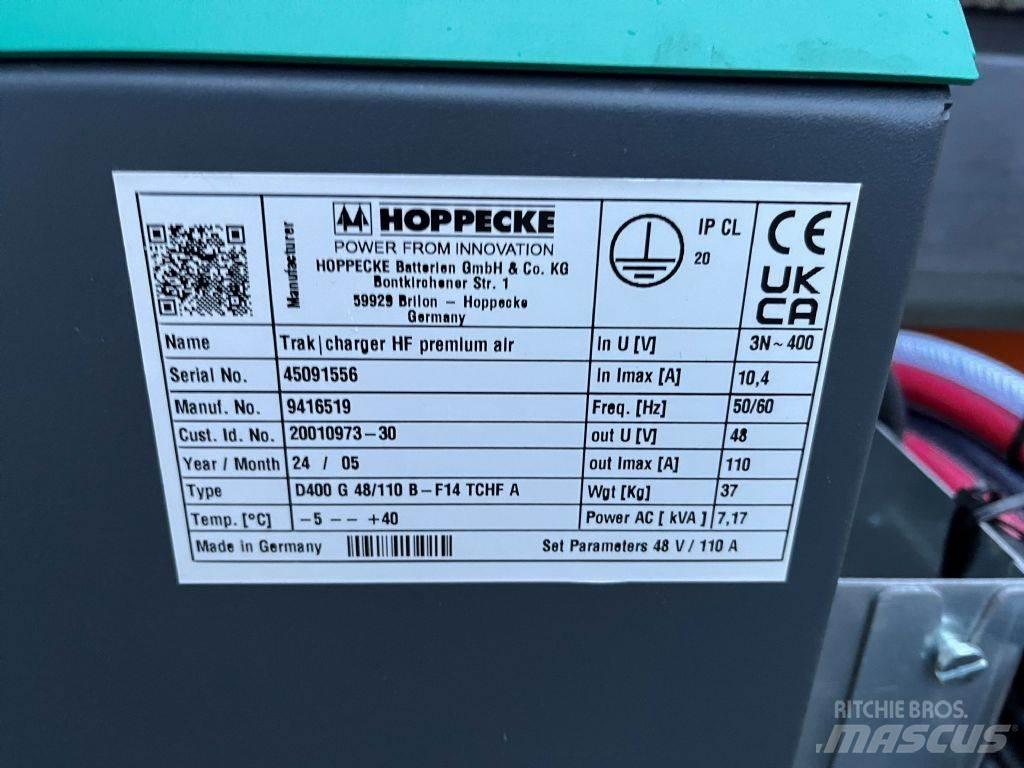 HOPPECKE
POWER FROM INNOVATION
Manufacturer
HOPPECKE Batterien GmbH & Co. KG
Bontkirchener Str. 1
59929 Brilon – Hoppecke
Germany
IP CL
20
CE
UK
CA
Name Trak|charger HF premium air In U [V] 3N~400
Serial No. 45091556 In Imax [A] 10,4
Manuf. No. 9416519 Freq. [Hz] 50/60
Cust. Id. No. 20010973-30 out U [V] 48
Year / Month 24 / 05 out Imax [A] 110
Type D400 G 48/110 B-F14 TCHF A Wgt [Kg] 37
Temp. [°C] -5 -- +40 Power AC [ kVA ] 7,17
Made in Germany Set Parameters 48 V / 110 A
RITCHIE BROS.
MASCUS